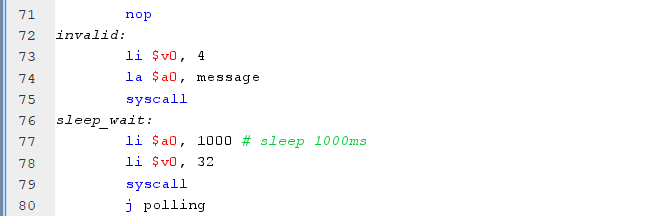 71 nop
72 invalid:
73 li $v0, 4
74 la $a0, message
75 syscall
76 sleep_wait:
77 li $a0, 1000 # sleep 1000ms
78 li $v0, 32
79 syscall
80 j polling